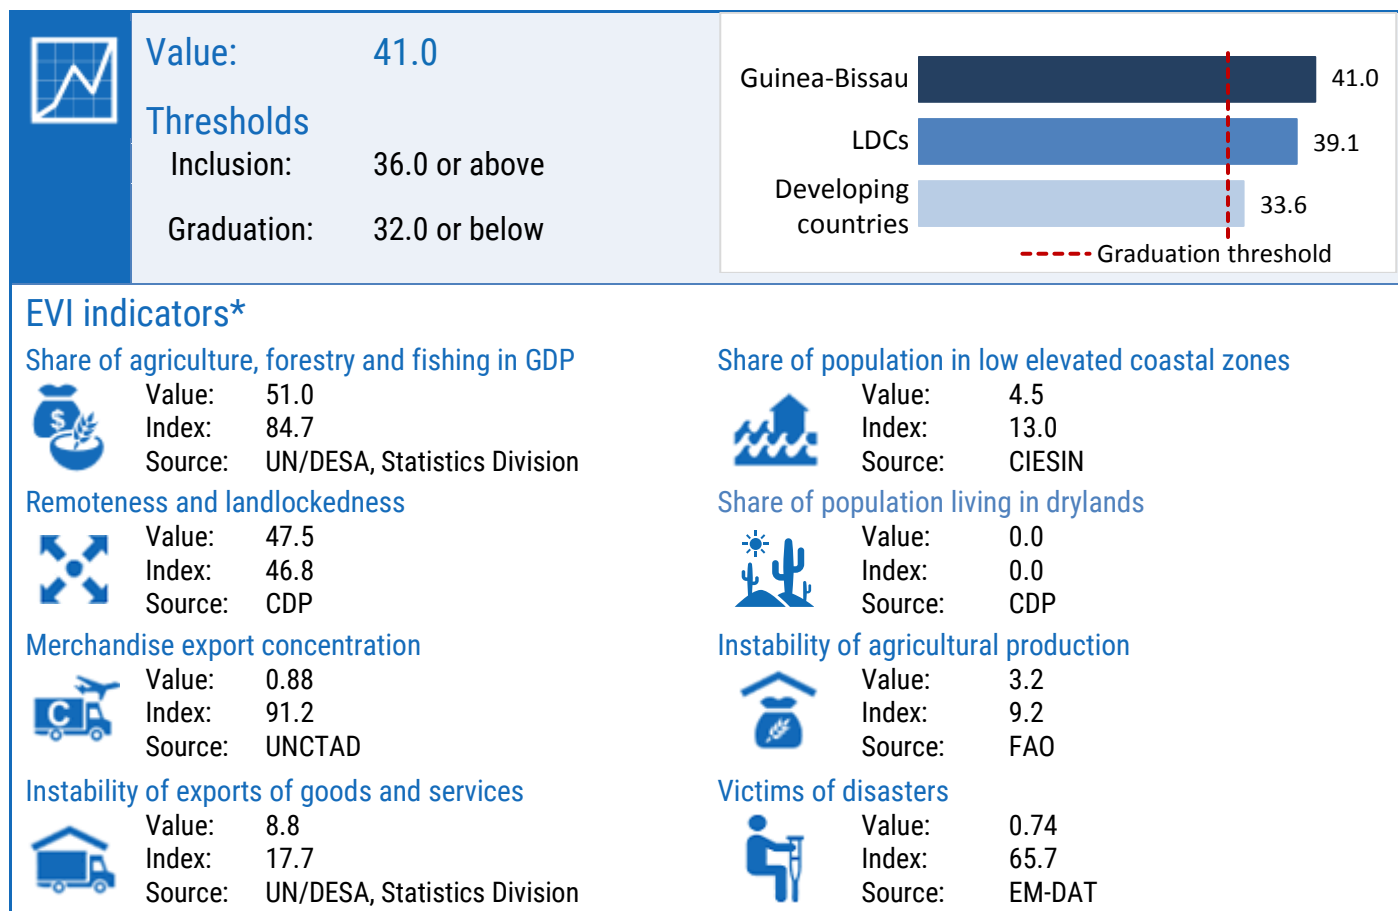 Value: 41.0
Thresholds
Inclusion: 36.0 or above
Graduation: 32.0 or below
Guinea-Bissau 41.0
LDCs 39.1
Developing
countries 33.6
Graduation threshold
EVI indicators*
Share of agriculture, forestry and fishing in GDP
$
Value: 51.0
Index: 84.7
Source: UN/DESA, Statistics Division
Share of population in low elevated coastal zones
Value: 4.5
Index: 13.0
Source: CIESIN
Remoteness and landlockedness
Value: 47.5
Index: 46.8
Source: CDP
Share of population living in drylands
Value: 0.0
Index: 0.0
Source: CDP
Merchandise export concentration
C
Value: 0.88
Index: 91.2
Source: UNCTAD
Instability of agricultural production
Value: 3.2
Index: 9.2
Source: FAO
Instability of exports of goods and services
Value: 8.8
Index: 17.7
Source: UN/DESA, Statistics Division
Victims of disasters
Value: 0.74
Index: 65.7
Source: EM-DAT